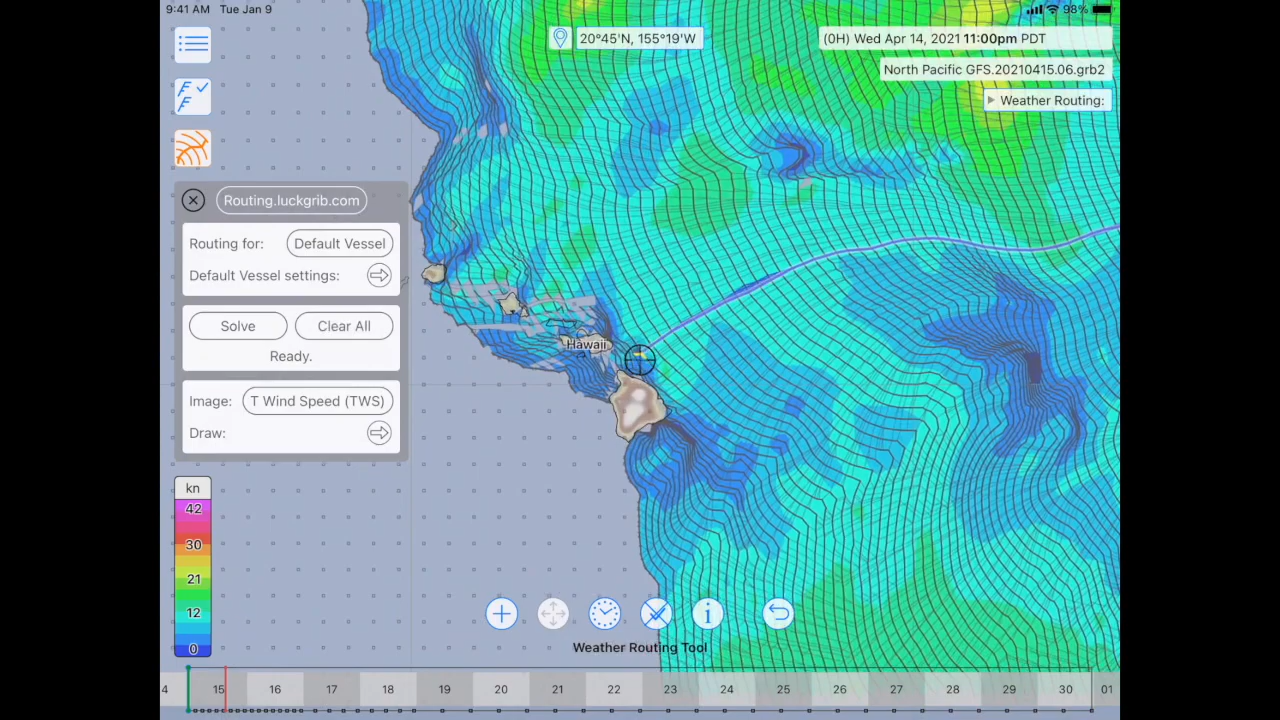 9:41 AM Tue Jan 9
98%
20°45'N, 155°19'W
(0H) Wed Apr 14, 2021 11:00pm PDT
North Pacific GFS.20210415.06.grb2
Weather Routing:
Routing.luckgrib.com
Routing for: Default Vessel
Default Vessel settings:
Solve Clear All
Ready.
Image: T Wind Speed (TWS)
Draw:
Hawaii
kn
42
30
21
12
0
Weather Routing Tool
4 15 16 17 18 19 20 21 22 23 24 25 26 27 28 29 30 01